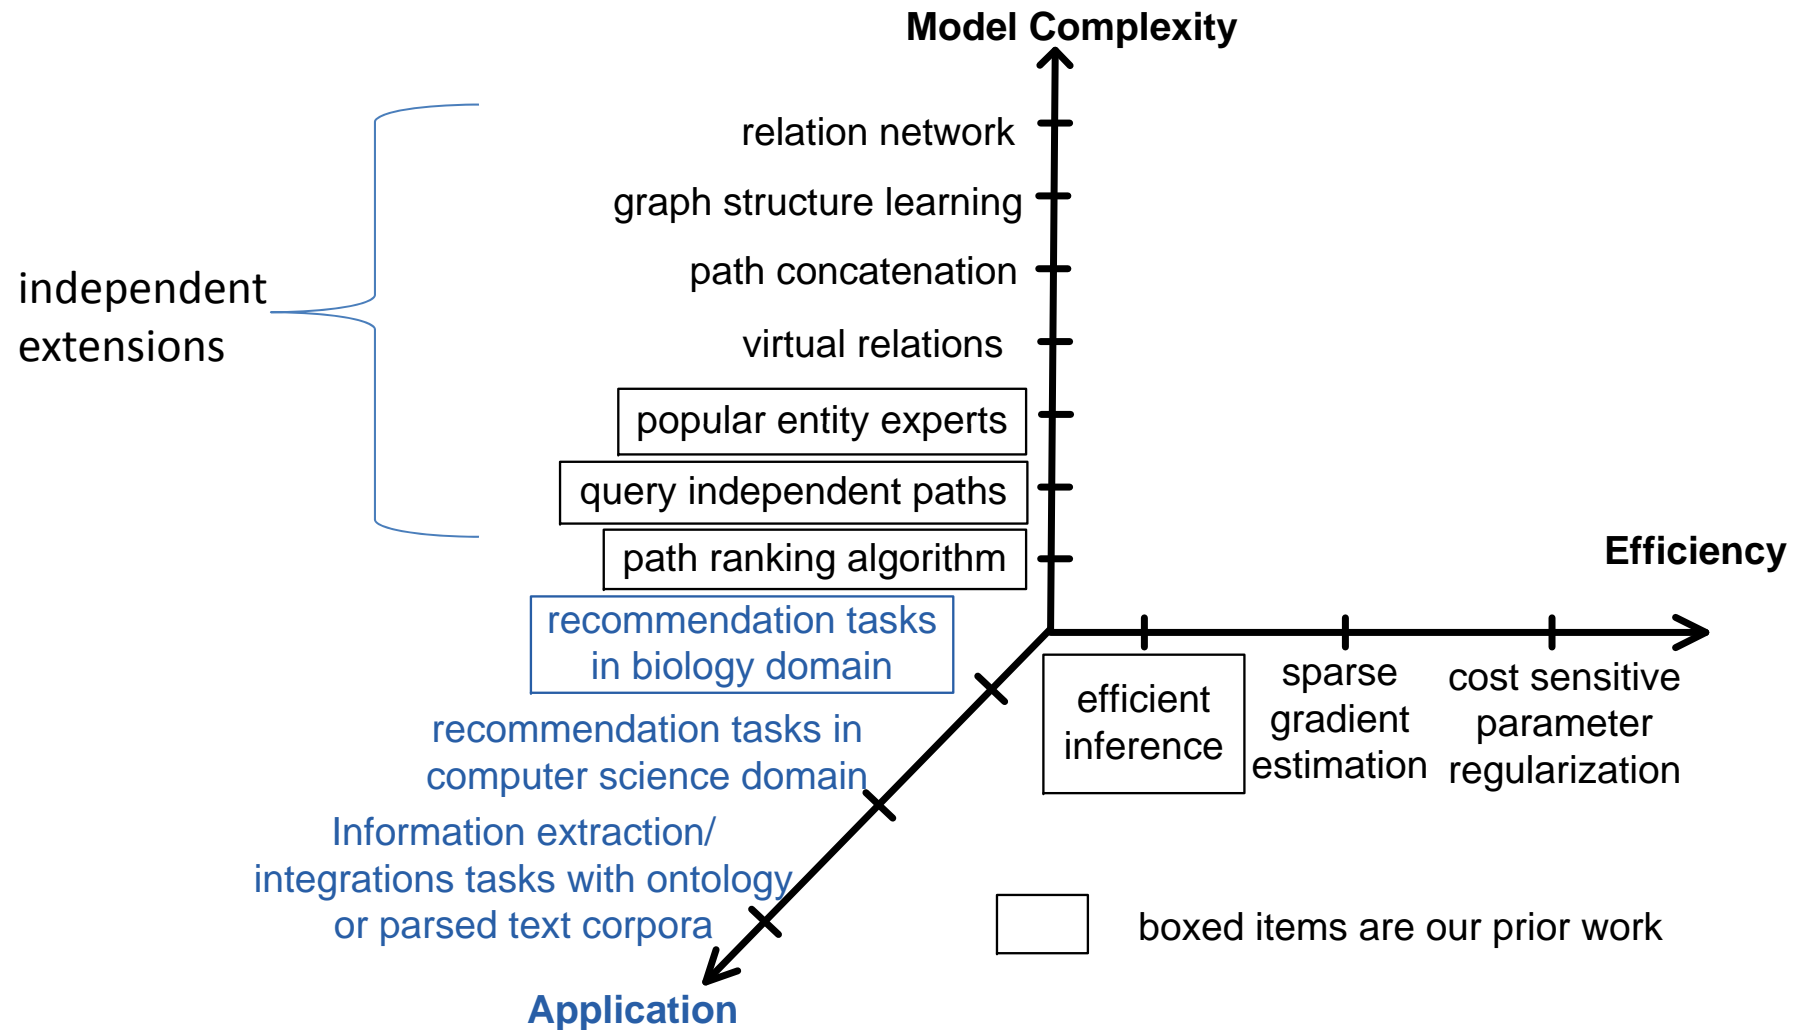 Model Complexity
relation network
graph structure learning
path concatenation
virtual relations
independent
extensions
popular entity experts
query independent paths
path ranking algorithm
Efficiency
recommendation tasks
in biology domain
efficient
inference
sparse
gradient
estimation
cost sensitive
parameter
regularization
recommendation tasks in
computer science domain
Information extraction/
integrations tasks with ontology
or parsed text corpora
boxed items are our prior work
Application